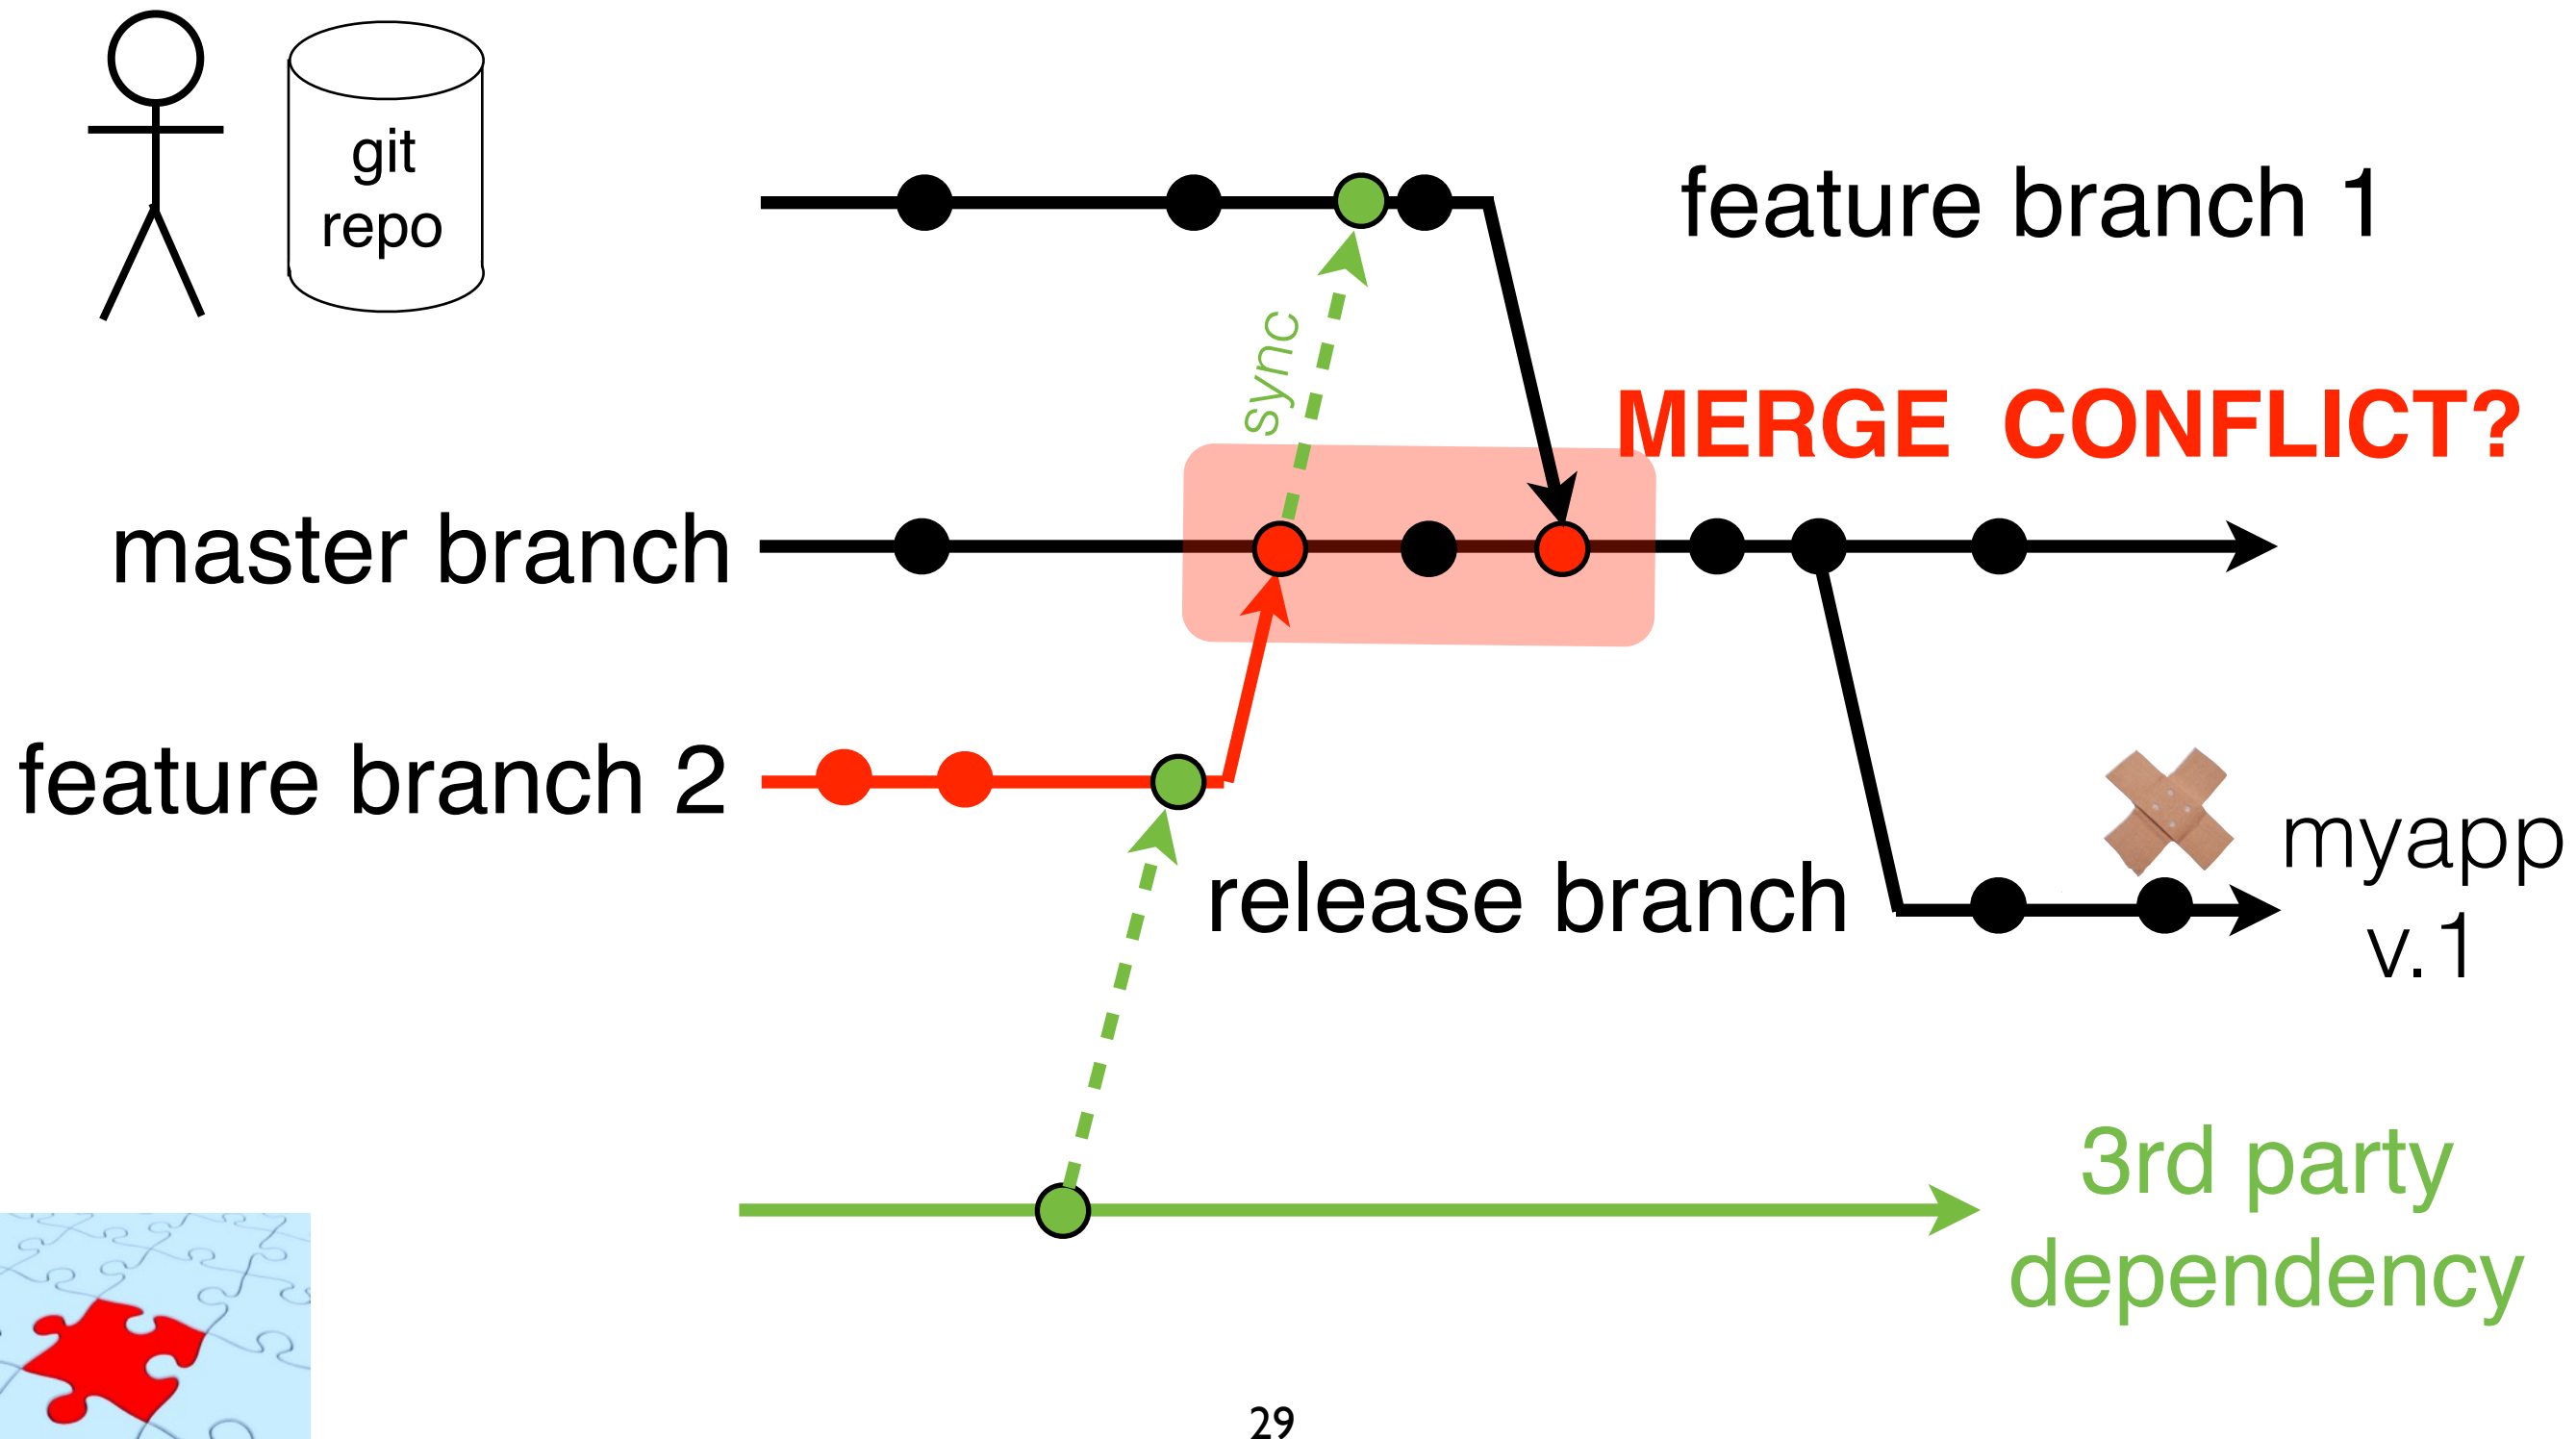 git
repo
feature branch 1
sync
MERGE CONFLICT?
master branch
feature branch 2
release branch
myapp
v.1
3rd party
dependency
29